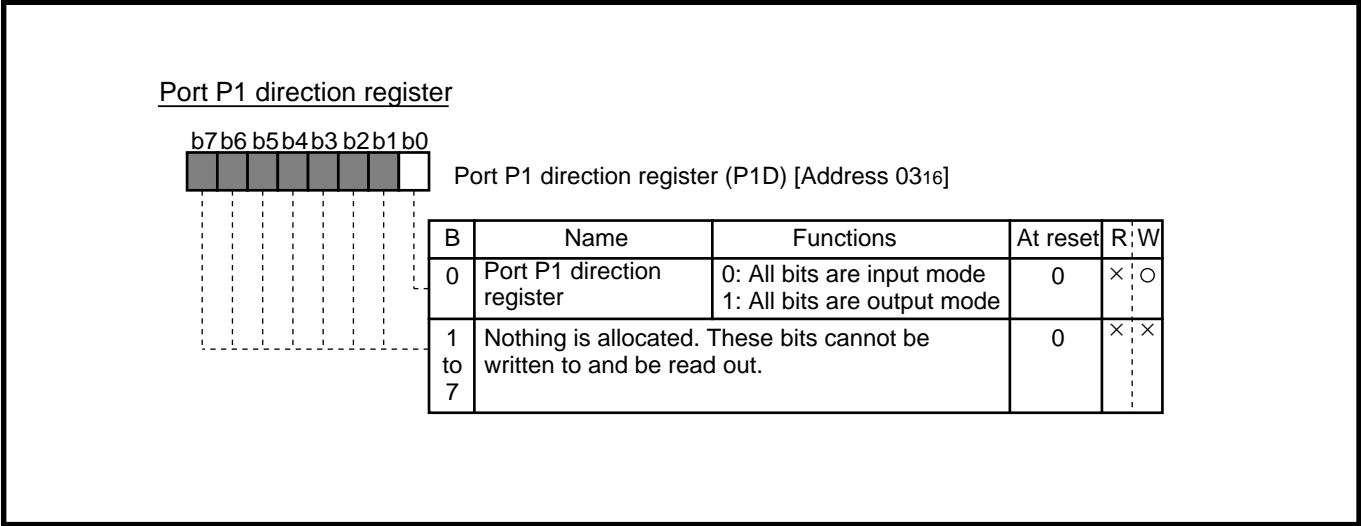 Port P1 direction register
b7 b6 b5 b4 b3 b2 b1 b0
Port P1 direction register (P1D) [Address 0316]
B Name Functions At reset R W
0 Port P1 direction register 0: All bits are input mode 0 × ○
1: All bits are output mode
1 to 7 Nothing is allocated. These bits cannot be 0 × ×
written to and be read out.